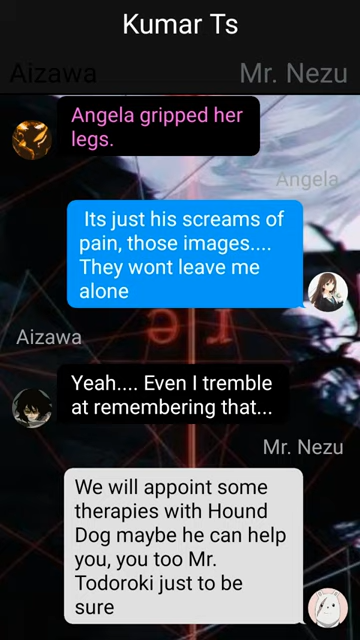 Kumar Ts
Aizawa
Mr. Nezu
Angela gripped her
legs.
Angela
Its just his screams of
pain, those images....
They wont leave me
alone
Aizawa
Yeah.... Even I tremble
at remembering that...
Mr. Nezu
We will appoint some
therapies with Hound
Dog maybe he can help
you, you too Mr.
Todoroki just to be
sure